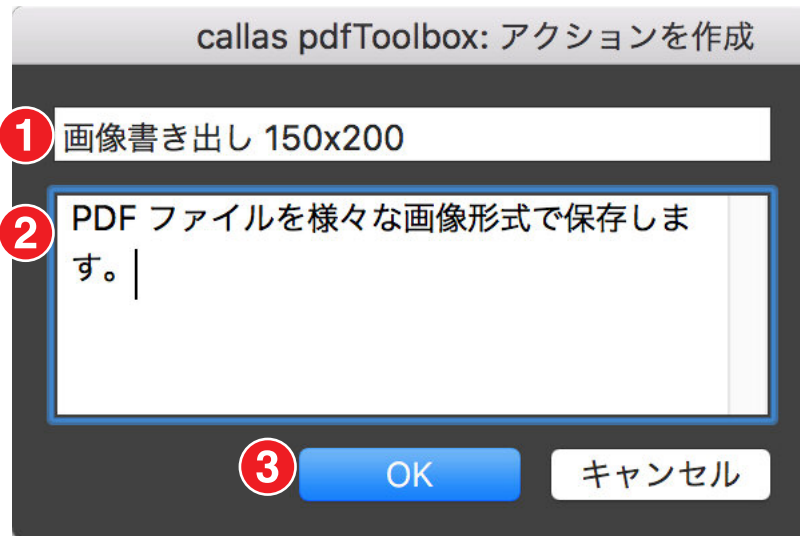 callas pdfToolbox: アクションを作成
1
画像書き出し 150x200
2
PDF ファイルを様々な画像形式で保存しま
す。
3
OK
キャンセル